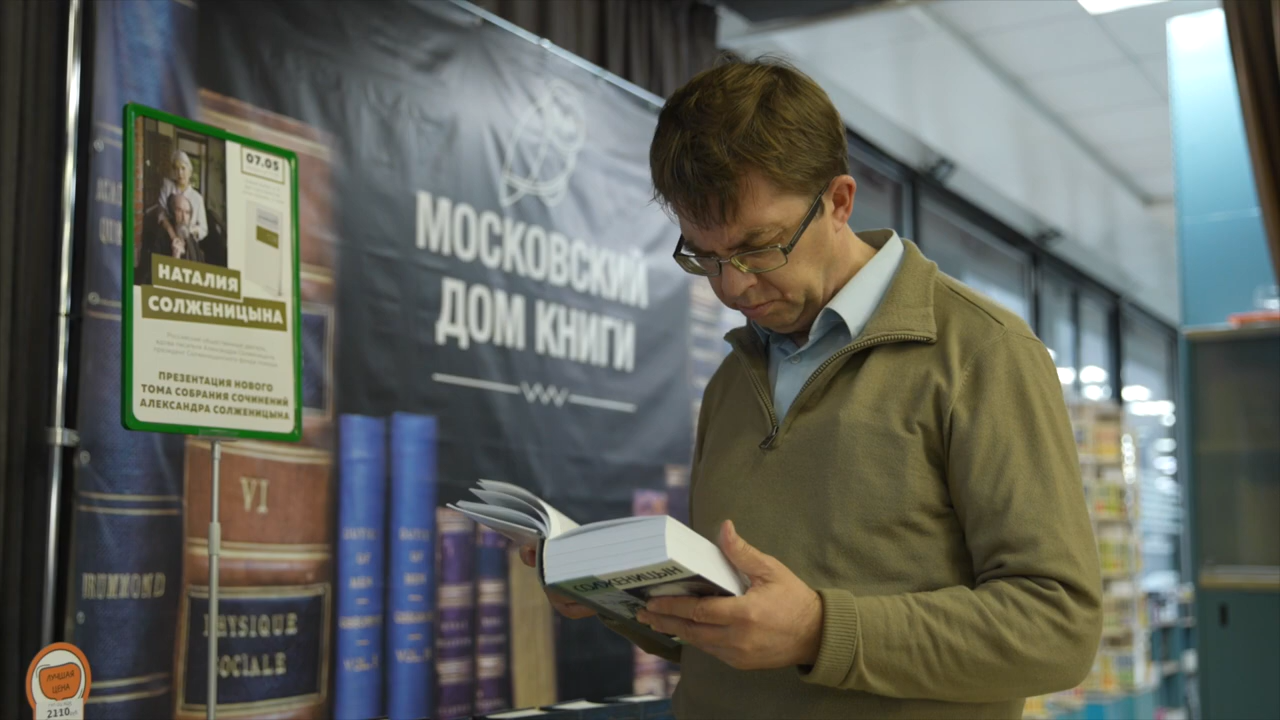 07.05
НАТАЛИЯ
СОЛЖЕНИЦЫНА
ПРЕЗЕНТАЦИЯ НОВОГО
ТОМА СОБРАНИЯ СОЧИНЕНИЙ
АЛЕКСАНДРА СОЛЖЕНИЦЫНА
МОСКОВСКИЙ
ДОМ КНИГИ
VI
PHYSIQUE
SOCIALE
DRUMMOND
СОЛЖЕНИЦЫН
ЛУЧШАЯ
ЦЕНА
2110